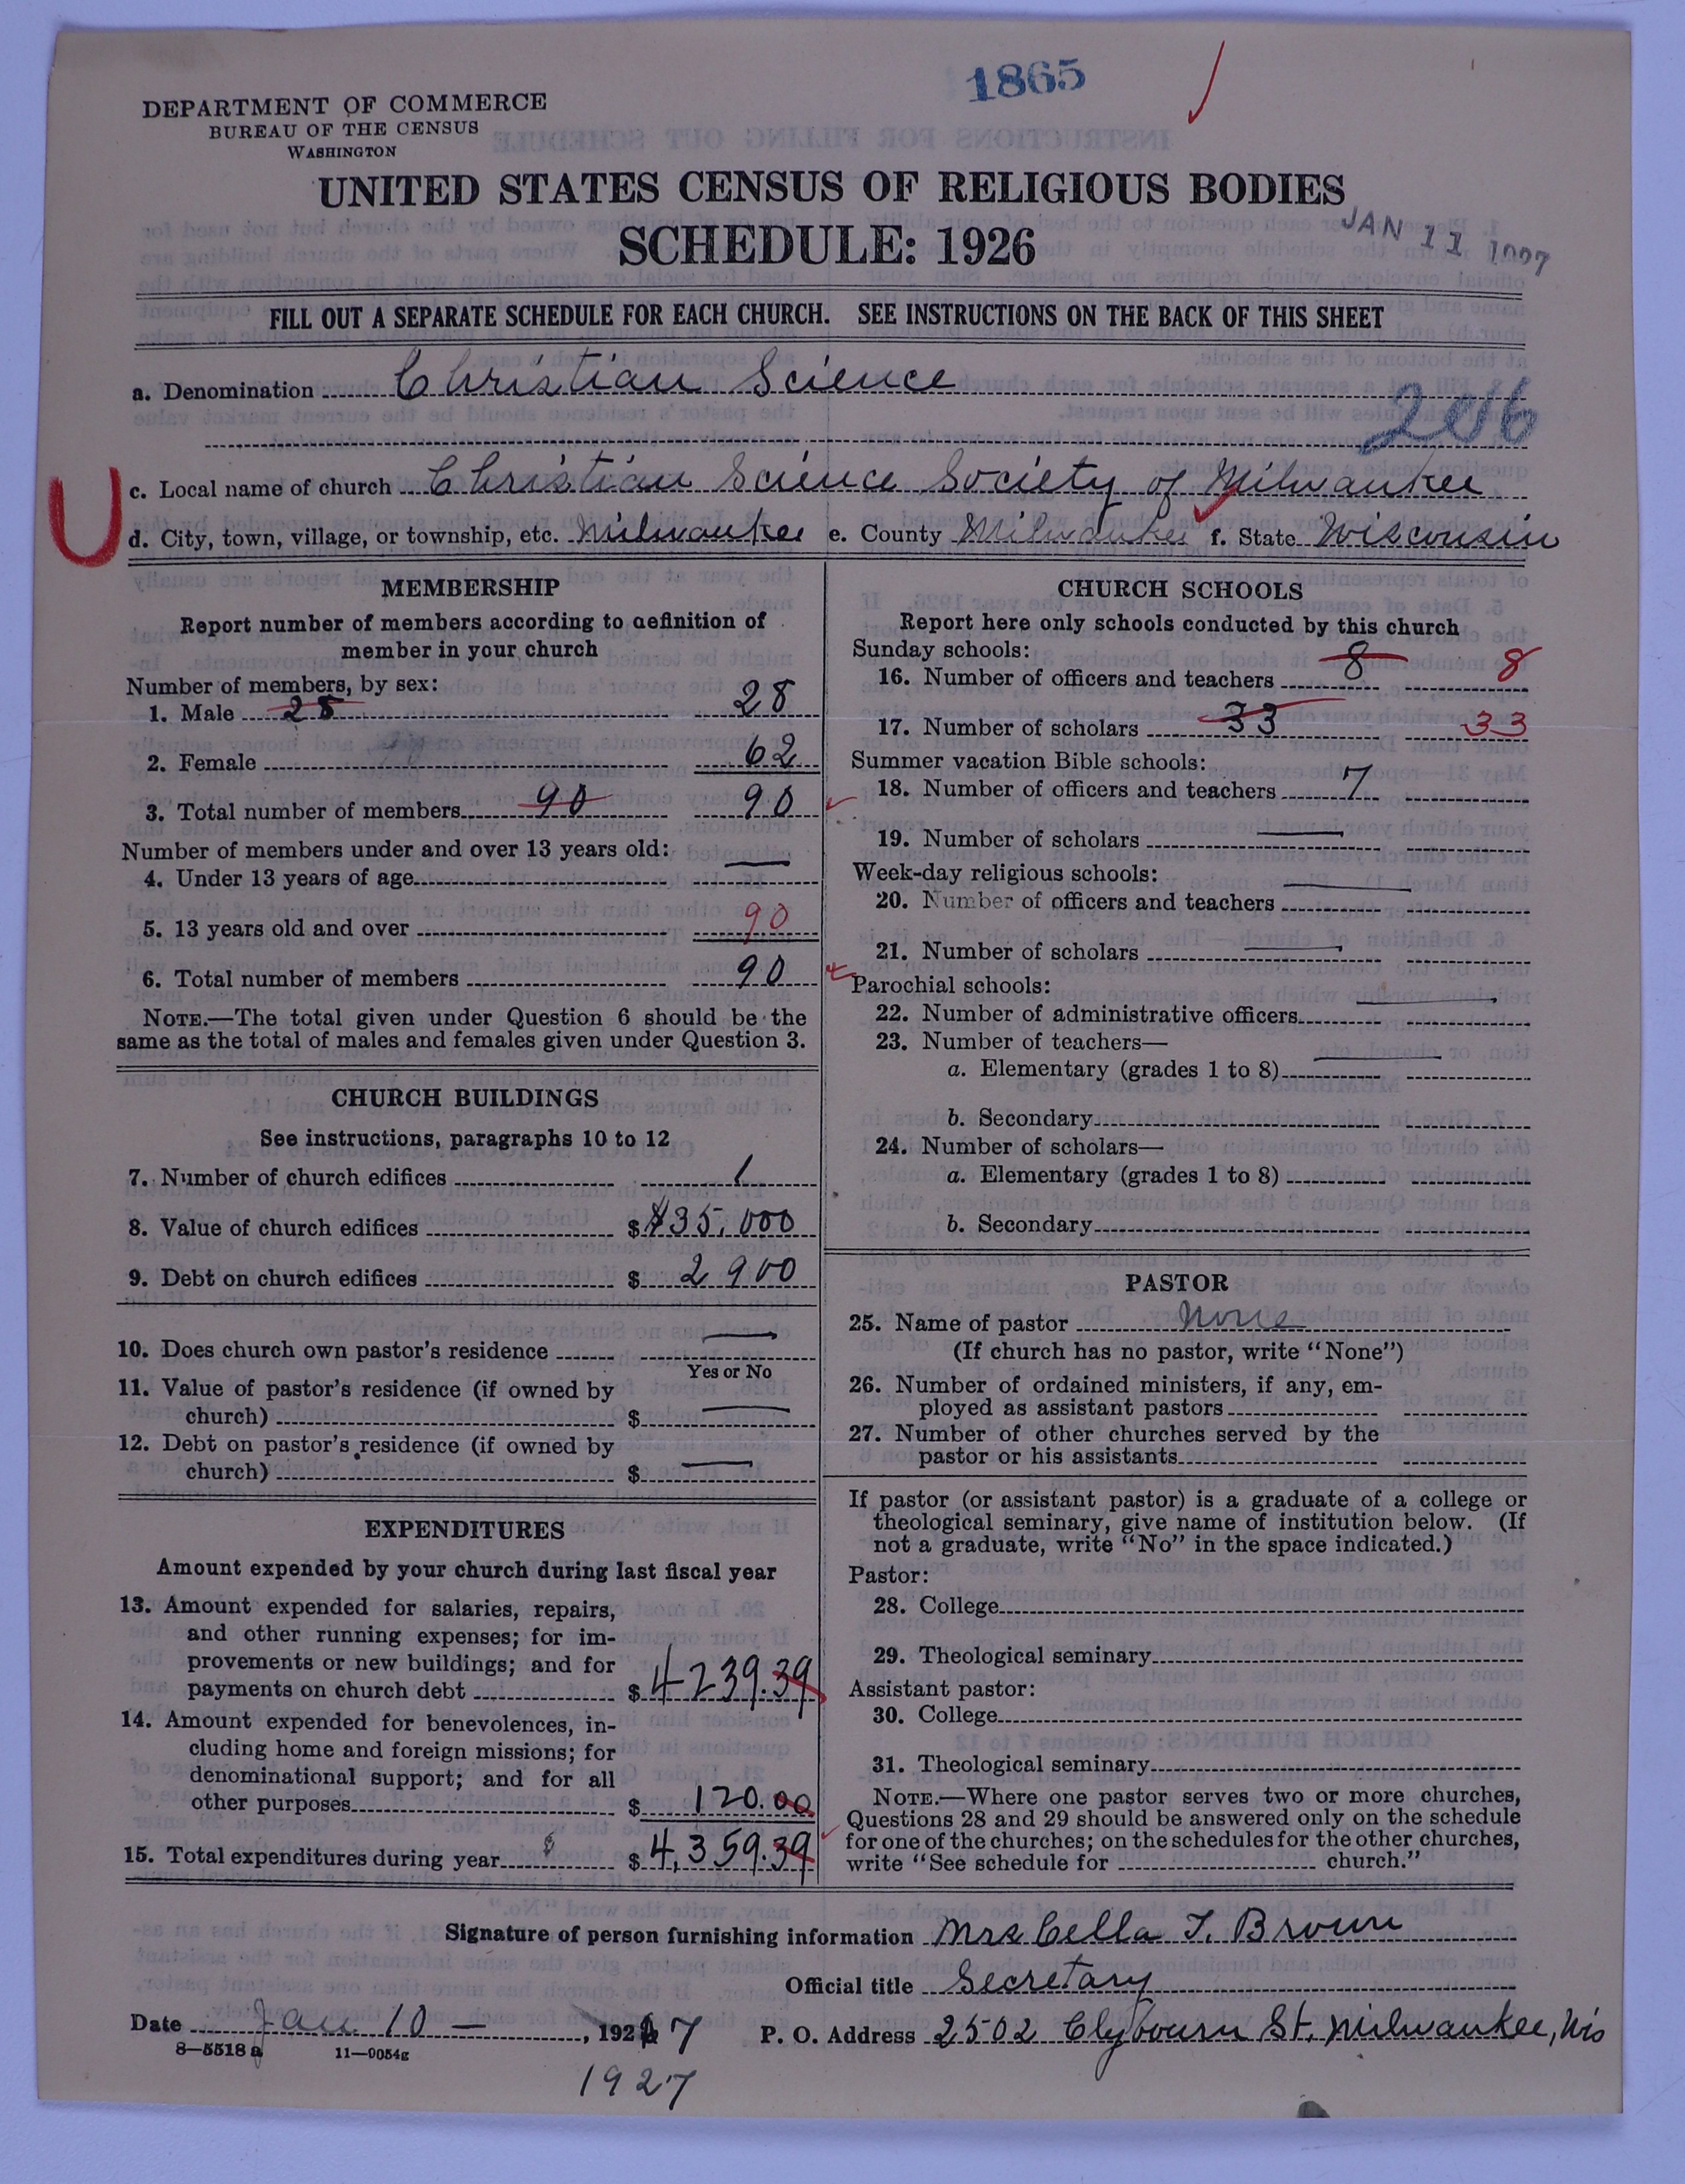 1865
DEPARTMENT OF COMMERCE
BUREAU OF THE CENSUS
WASHINGTON
UNITED STATES CENSUS OF RELIGIOUS BODIES
SCHEDULE: 1926
JAN 11 1927
FILL OUT A SEPARATE SCHEDULE FOR EACH CHURCH. SEE INSTRUCTIONS ON THE BACK OF THIS SHEET
a. Denomination Christian Science
206
c. Local name of church Christian Science Society of Milwaukee
U
d. City, town, village, or township, etc. Milwaukee e. County Milwaukee f. State Wisconsin
MEMBERSHIP
Report number of members according to definition of
member in your church
Number of members, by sex:
1. Male 28 28
2. Female 62
3. Total number of members 90 90
Number of members under and over 13 years old:
4. Under 13 years of age —
5. 13 years old and over 90
6. Total number of members 90
NOTE.—The total given under Question 6 should be the
same as the total of males and females given under Question 3.
CHURCH BUILDINGS
See instructions, paragraphs 10 to 12
7. Number of church edifices 1
8. Value of church edifices $ $35,000
9. Debt on church edifices $ 2900
10. Does church own pastor's residence —
Yes or No
11. Value of pastor's residence (if owned by
church) $ —
12. Debt on pastor's residence (if owned by
church) $ —
EXPENDITURES
Amount expended by your church during last fiscal year
13. Amount expended for salaries, repairs,
and other running expenses; for im-
provements or new buildings; and for
payments on church debt $ 4239.39
14. Amount expended for benevolences, in-
cluding home and foreign missions; for
denominational support; and for all
other purposes $ 120.00
15. Total expenditures during year $ $ 4,359.39
CHURCH SCHOOLS
Report here only schools conducted by this church
Sunday schools:
16. Number of officers and teachers 8 8
17. Number of scholars 33 33
Summer vacation Bible schools:
18. Number of officers and teachers 7
19. Number of scholars —
Week-day religious schools:
20. Number of officers and teachers —
21. Number of scholars —
Parochial schools:
22. Number of administrative officers —
23. Number of teachers—
a. Elementary (grades 1 to 8) —
b. Secondary
24. Number of scholars—
a. Elementary (grades 1 to 8)
b. Secondary
PASTOR
25. Name of pastor None
(If church has no pastor, write "None")
26. Number of ordained ministers, if any, em-
ployed as assistant pastors
27. Number of other churches served by the
pastor or his assistants
If pastor (or assistant pastor) is a graduate of a college or
theological seminary, give name of institution below. (If
not a graduate, write "No" in the space indicated.)
Pastor:
28. College
29. Theological seminary
Assistant pastor:
30. College
31. Theological seminary
NOTE.—Where one pastor serves two or more churches,
Questions 28 and 29 should be answered only on the schedule
for one of the churches; on the schedules for the other churches,
write "See schedule for church."
Signature of person furnishing information Mrs Cella T. Brown
Official title Secretary
Date Jan 10 — , 1927 P. O. Address 2502 Clybourn St. Milwaukee, Wis
8—5518 a 11—9054g
1927